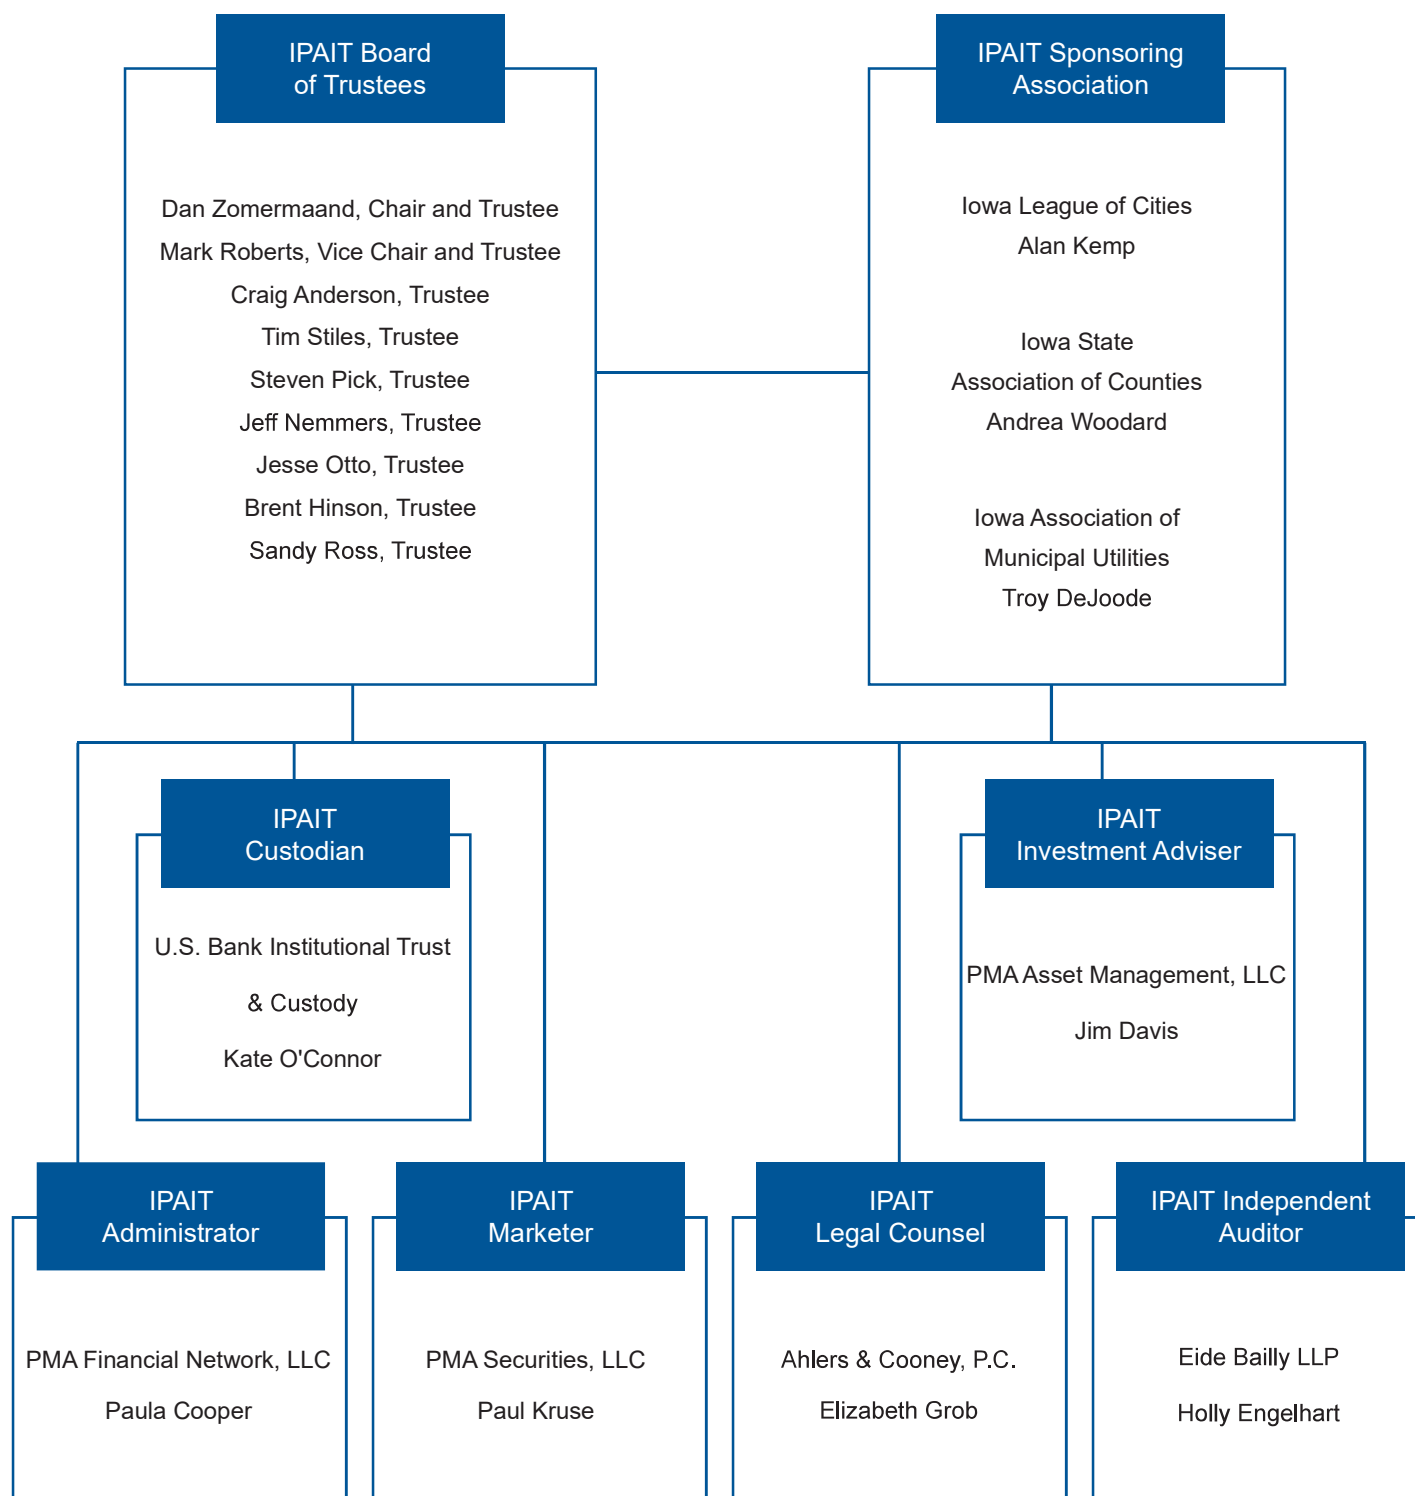 IPAIT Board
of Trustees
Dan Zomermaand, Chair and Trustee
Mark Roberts, Vice Chair and Trustee
Craig Anderson, Trustee
Tim Stiles, Trustee
Steven Pick, Trustee
Jeff Nemmers, Trustee
Jesse Otto, Trustee
Brent Hinson, Trustee
Sandy Ross, Trustee
IPAIT Sponsoring
Association
Iowa League of Cities
Alan Kemp
Iowa State
Association of Counties
Andrea Woodard
Iowa Association of
Municipal Utilities
Troy DeJoode
IPAIT
Custodian
U.S. Bank Institutional Trust
& Custody
Kate O'Connor
IPAIT
Investment Adviser
PMA Asset Management, LLC
Jim Davis
IPAIT
Administrator
PMA Financial Network, LLC
Paula Cooper
IPAIT
Marketer
PMA Securities, LLC
Paul Kruse
IPAIT
Legal Counsel
Ahlers & Cooney, P.C.
Elizabeth Grob
IPAIT Independent
Auditor
Eide Bailly LLP
Holly Engelhart